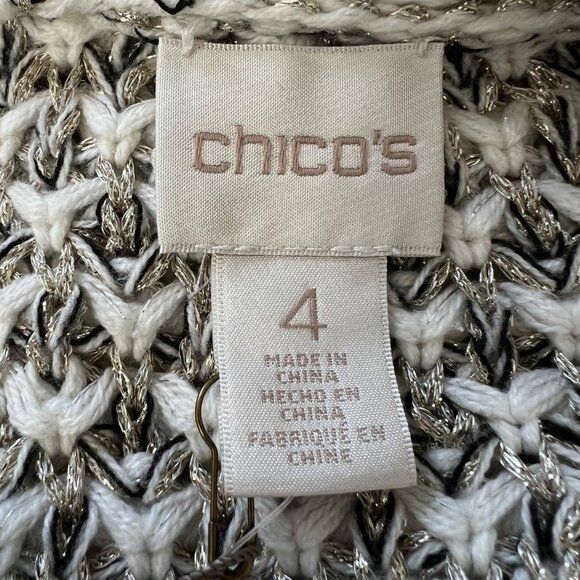 chico's
4
MADE IN
CHINA
HECHO EN
CHINA
FABRIQUÉ EN
CHINE